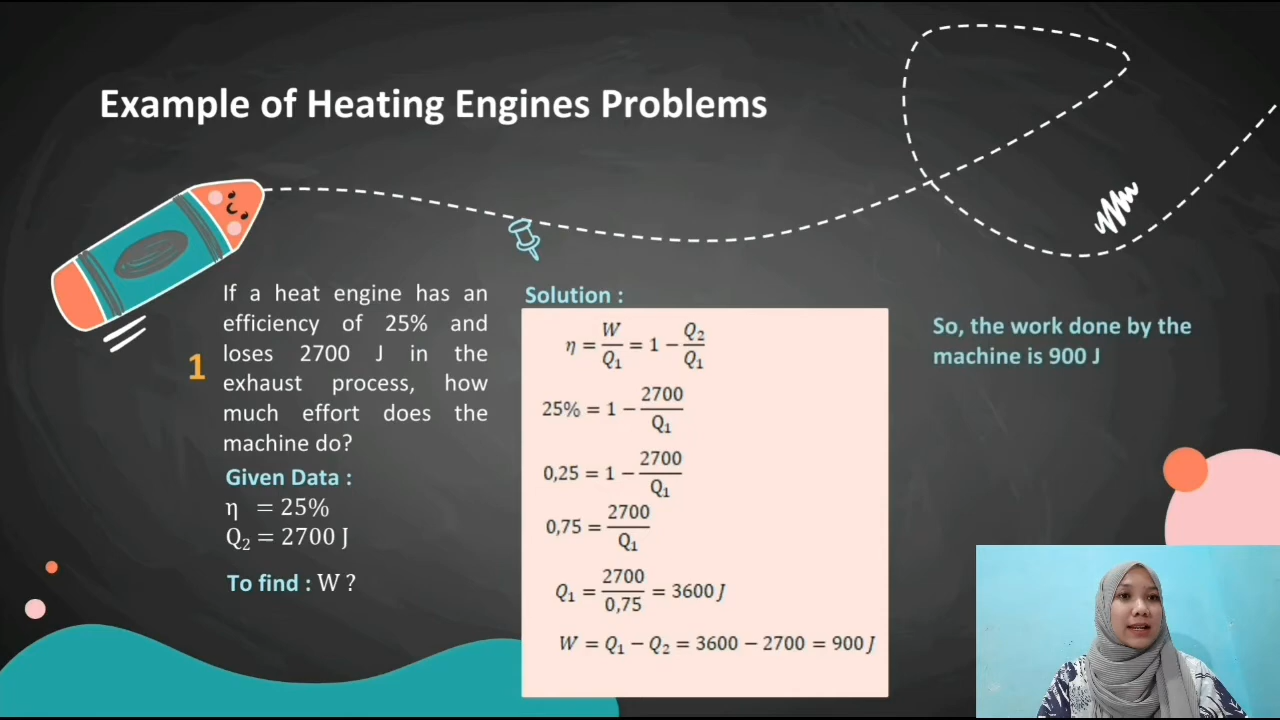 Example of Heating Engines Problems
1
If a heat engine has an
efficiency of 25% and
loses 2700 J in the
exhaust process, how
much effort does the
machine do?
Given Data :
η = 25%
Q₂ = 2700 J
To find : W ?
Solution :
η = W/Q₁ = 1 − Q₂/Q₁
25% = 1 − 2700/Q₁
0,25 = 1 − 2700/Q₁
0,75 = 2700/Q₁
Q₁ = 2700/0,75 = 3600 J
W = Q₁ − Q₂ = 3600 − 2700 = 900 J
So, the work done by the
machine is 900 J